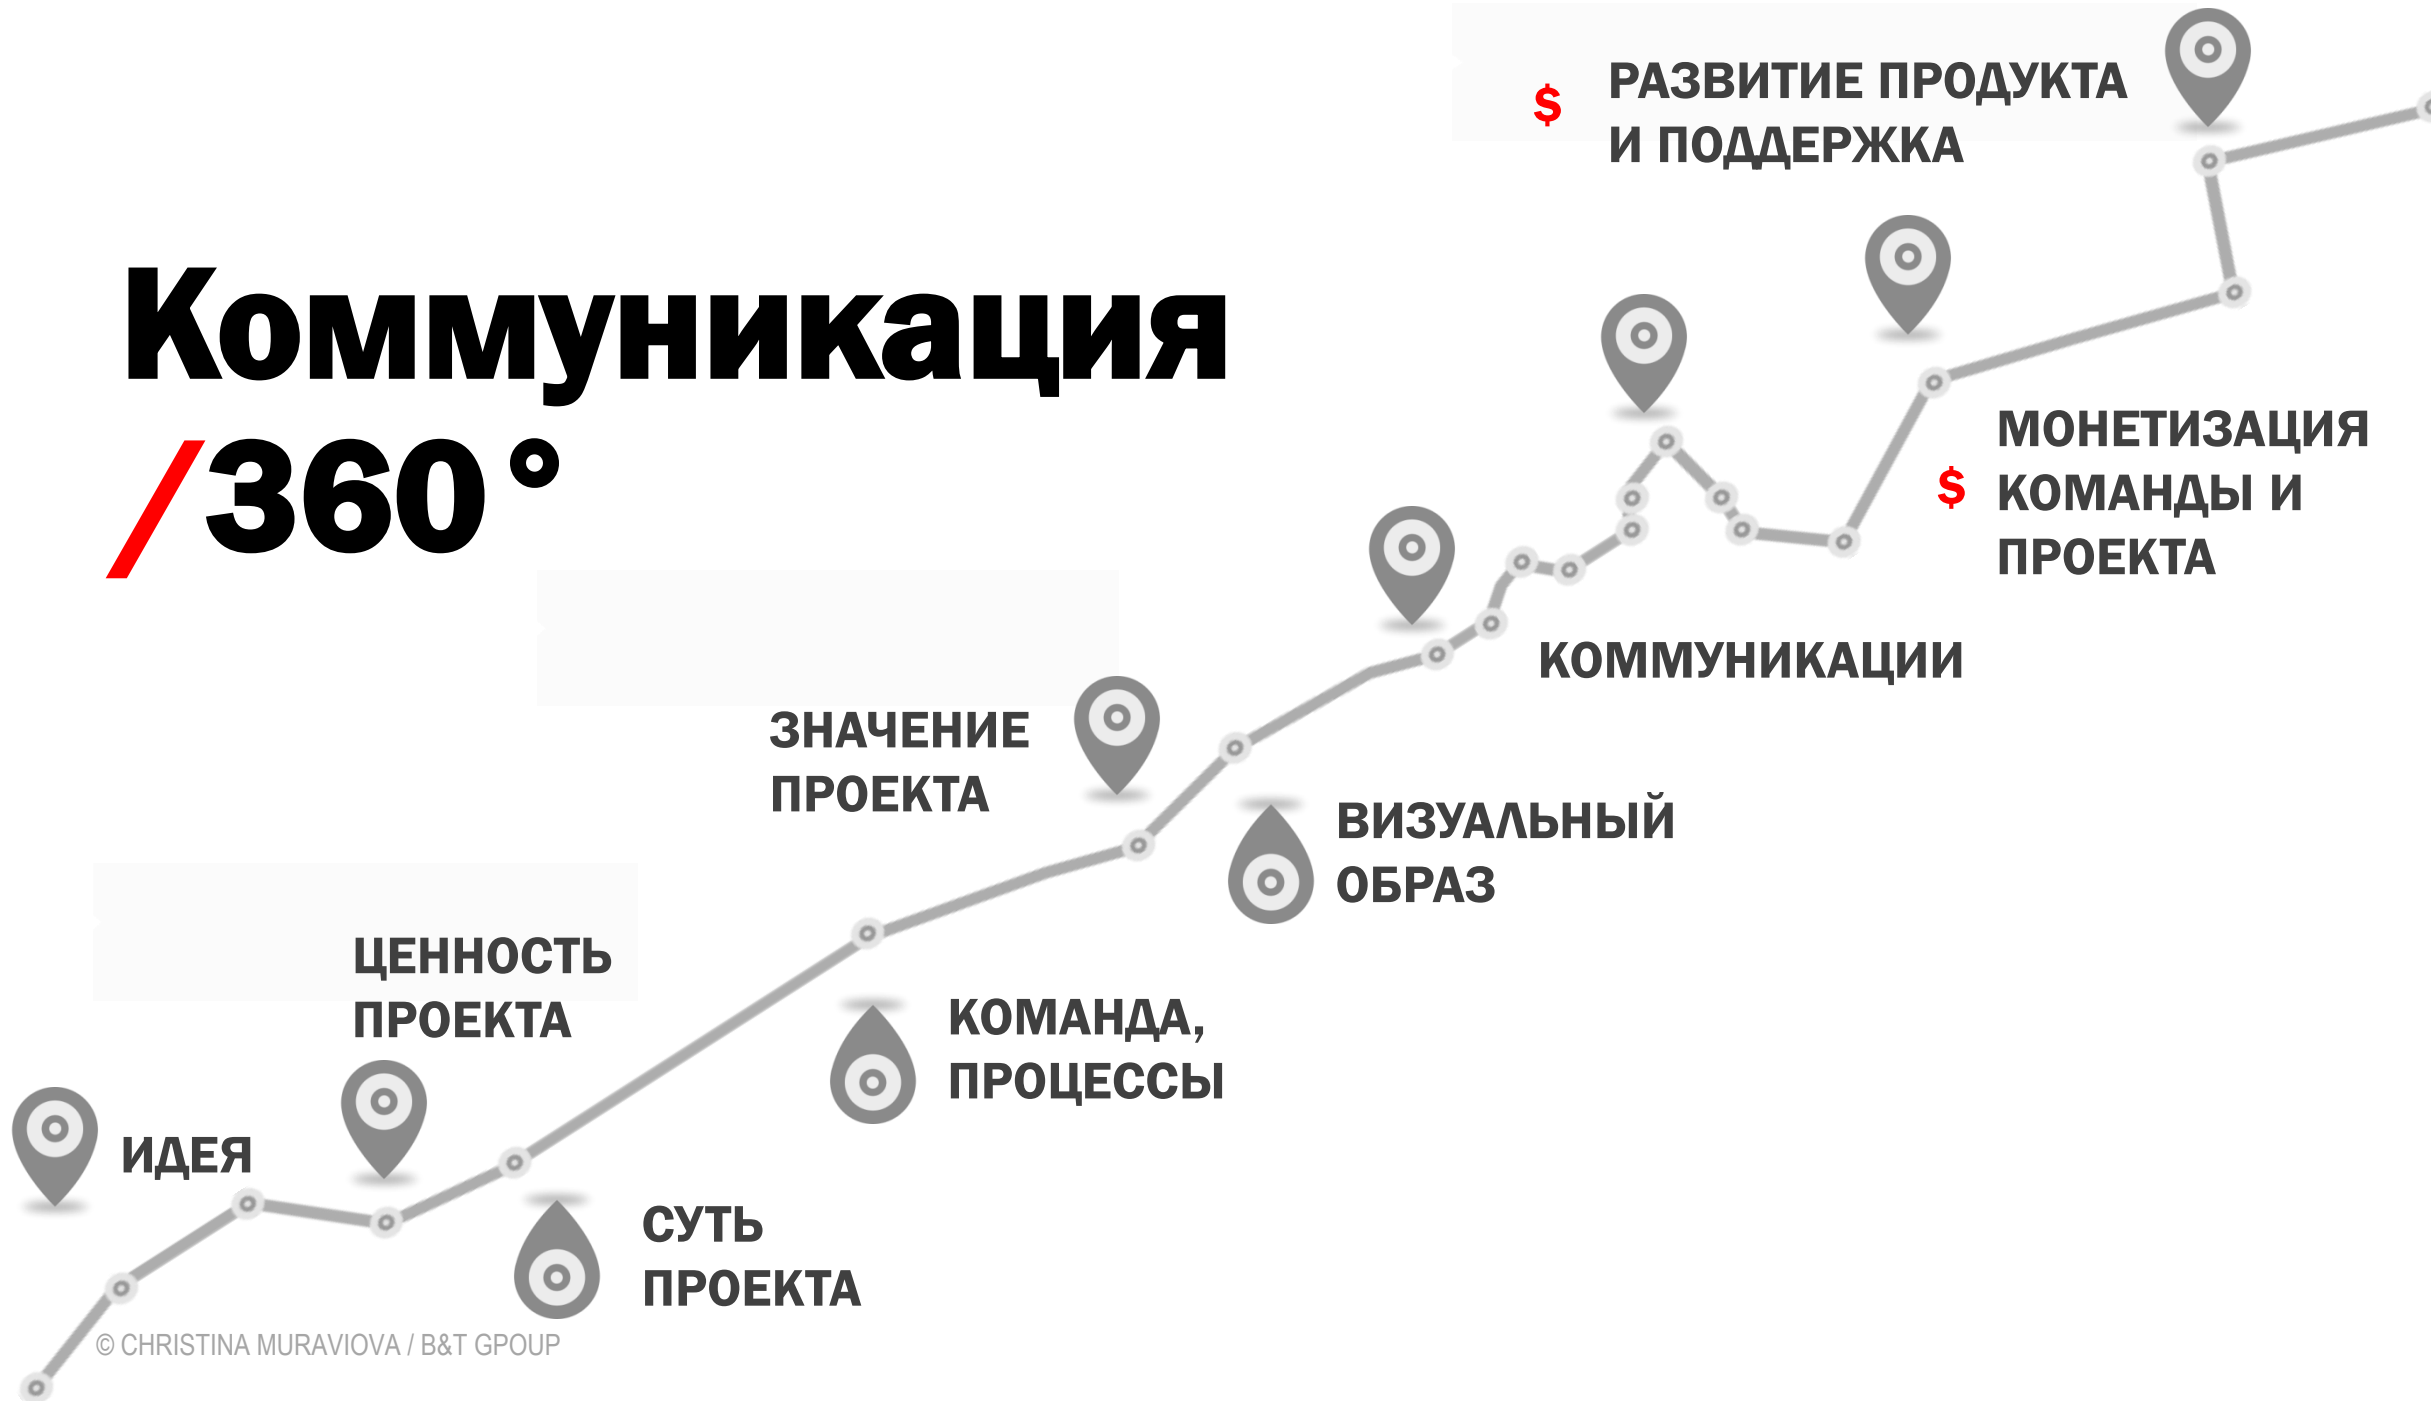 $
РАЗВИТИЕ ПРОДУКТА
И ПОДДЕРЖКА
Коммуникация
/360°
МОНЕТИЗАЦИЯ
$ КОМАНДЫ И
ПРОЕКТА
КОММУНИКАЦИИ
ЗНАЧЕНИЕ
ПРОЕКТА
ВИЗУАЛЬНЫЙ
ОБРАЗ
ЦЕННОСТЬ
ПРОЕКТА
КОМАНДА,
ПРОЦЕССЫ
ИДЕЯ
СУТЬ
ПРОЕКТА
© CHRISTINA MURAVIOVA / B&T GPOUP